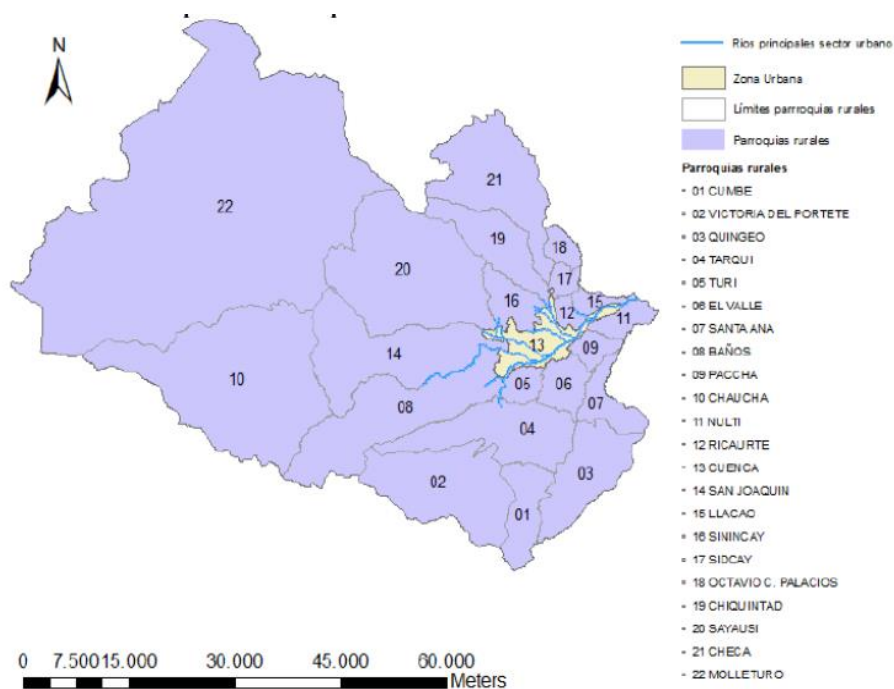 N
Rios principales sector urbano
Zona Urbana
Límites parrroquias rurales
Parroquias rurales
Parroquias rurales
- 01 CUMBE
- 02 VICTORIA DEL PORTETE
- 03 QUINGEO
- 04 TARQUI
- 05 TURI
- 06 EL VALLE
- 07 SANTA ANA
- 08 BAÑOS
- 09 PACCHA
- 10 CHAUCHA
- 11 NULTI
- 12 RICAURTE
- 13 CUENCA
- 14 SAN JOAQUIN
- 15 LLACAO
- 16 SININCAY
- 17 SIDCAY
- 18 OCTAVIO C. PALACIOS
- 19 CHIQUINTAD
- 20 SAYAUSI
- 21 CHECA
- 22 MOLLETURO
21
22
19
18
20
17
16
15
12
11
13
09
14
10
05
06
07
08
04
03
02
01
0 7.500 15.000 30.000 45.000 60.000
Meters